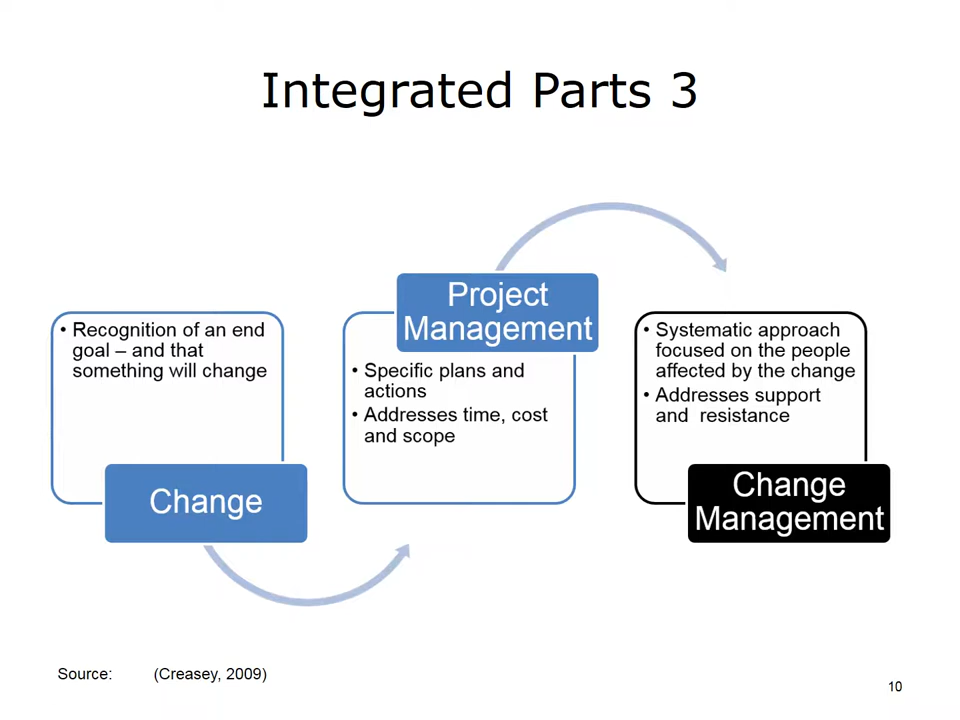 Integrated Parts 3
• Recognition of an end
goal – and that
something will change
Change
Project
Management
• Specific plans and
actions
• Addresses time, cost
and scope
• Systematic approach
focused on the people
affected by the change
• Addresses support
and resistance
Change
Management
Source: (Creasey, 2009)
10